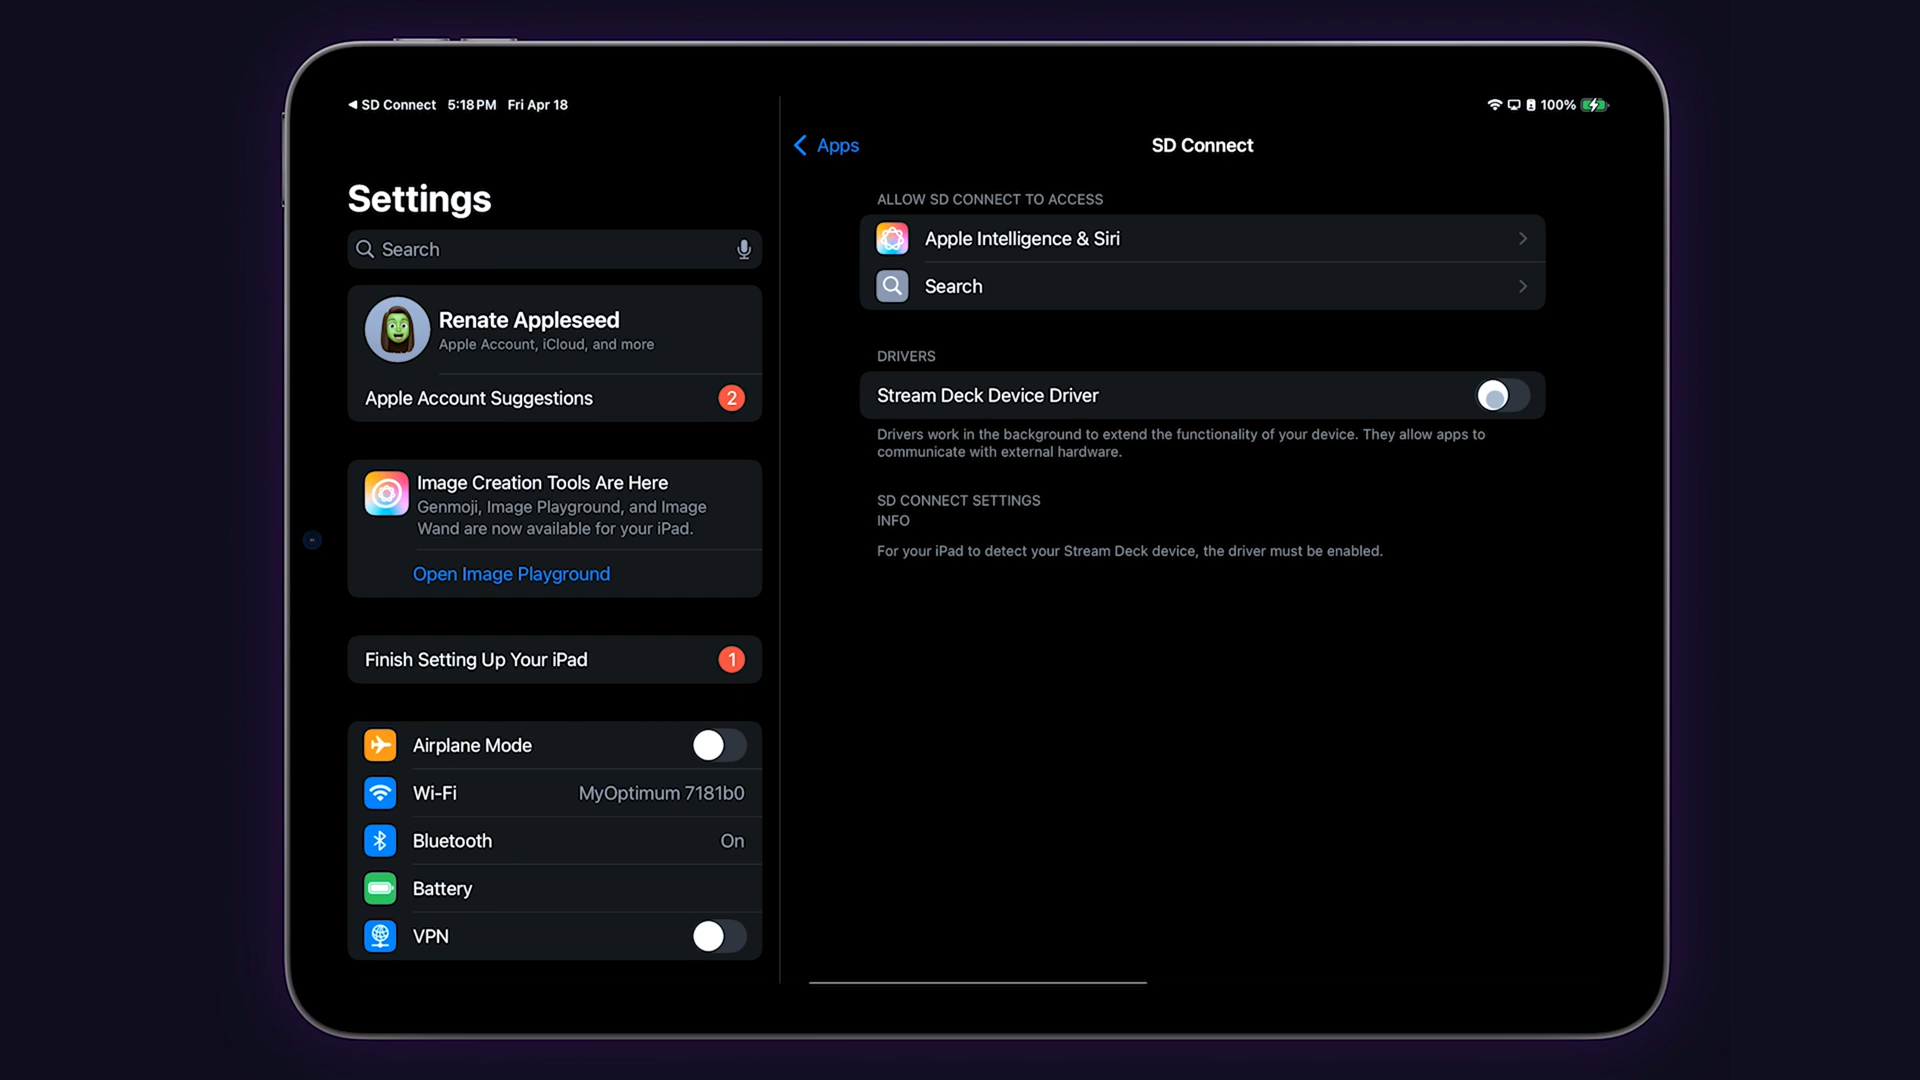 ◀ SD Connect 5:18 PM Fri Apr 18
100%
Settings
Search
Renate Appleseed
Apple Account, iCloud, and more
Apple Account Suggestions 2
Image Creation Tools Are Here
Genmoji, Image Playground, and Image
Wand are now available for your iPad.
Open Image Playground
Finish Setting Up Your iPad 1
Airplane Mode
Wi-Fi MyOptimum 7181b0
Bluetooth On
Battery
VPN
Apps
SD Connect
ALLOW SD CONNECT TO ACCESS
Apple Intelligence & Siri
Search
DRIVERS
Stream Deck Device Driver
Drivers work in the background to extend the functionality of your device. They allow apps to
communicate with external hardware.
SD CONNECT SETTINGS
INFO
For your iPad to detect your Stream Deck device, the driver must be enabled.